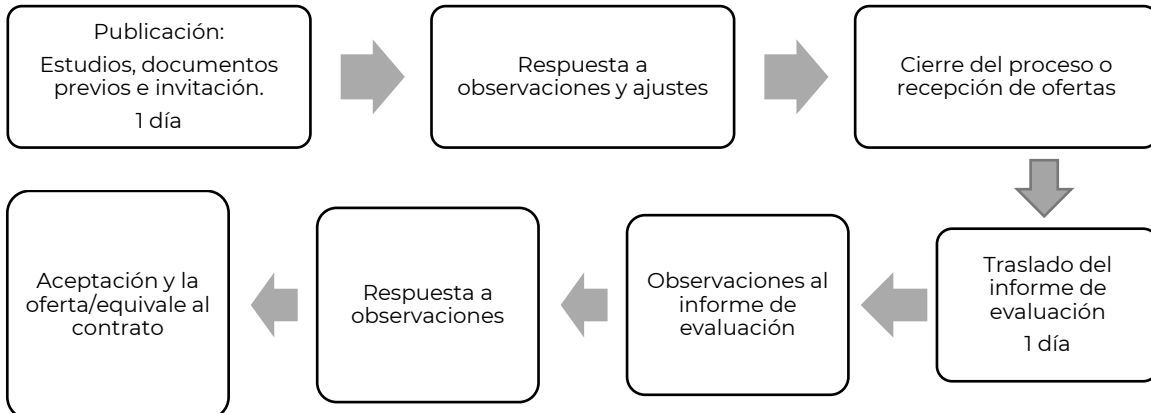 Publicación:
Estudios, documentos
previos e invitación.
1 día
Respuesta a
observaciones y ajustes
Cierre del proceso o
recepción de ofertas
Traslado del
informe de
evaluación
1 día
Observaciones al
informe de
evaluación
Respuesta a
observaciones
Aceptación y la
oferta/equivale al
contrato